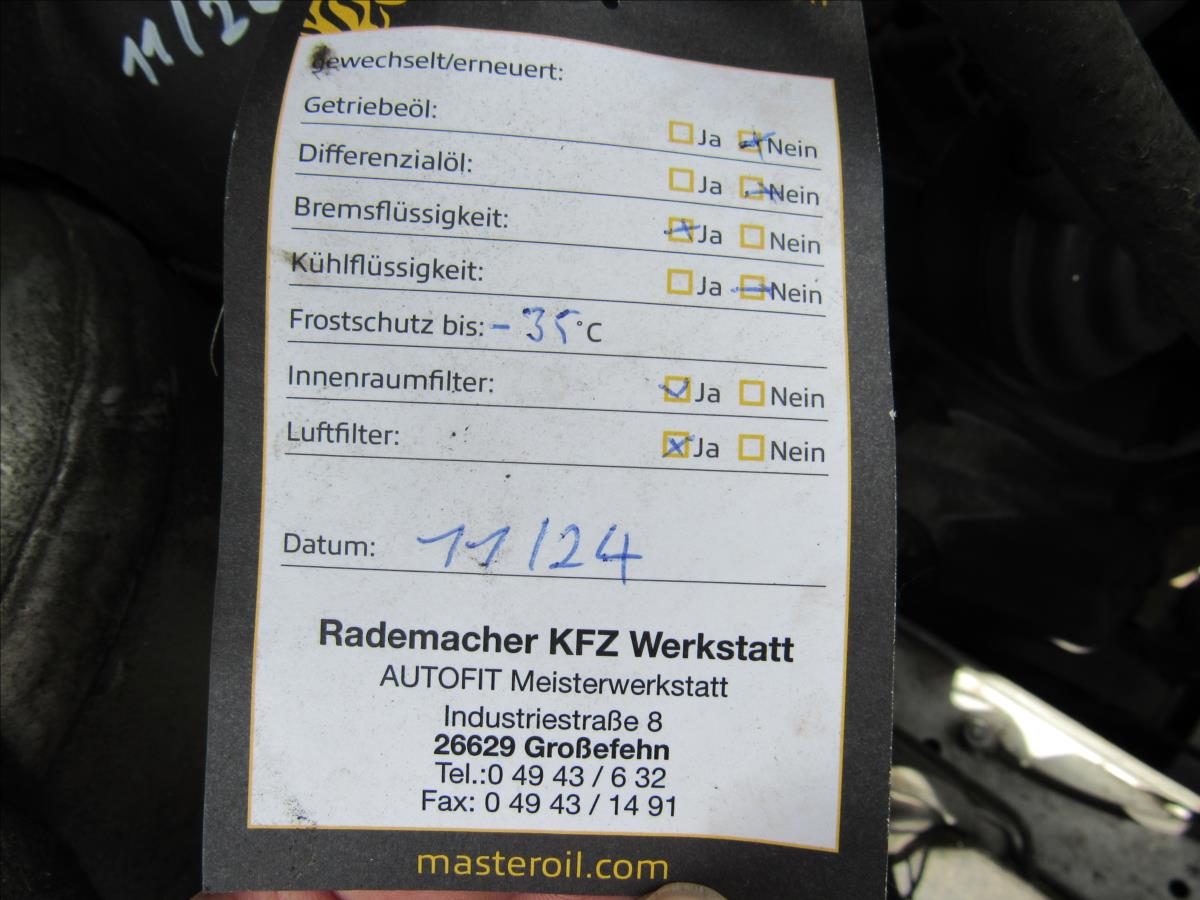 gewechselt/erneuert:
Getriebeöl: Ja Nein
Differenzialöl: Ja Nein
Bremsflüssigkeit: Ja Nein
Kühlflüssigkeit: Ja Nein
Frostschutz bis: -35 °C
Innenraumfilter: Ja Nein
Luftfilter: Ja Nein
Datum: 11/24
Rademacher KFZ Werkstatt
AUTOFIT Meisterwerkstatt
Industriestraße 8
26629 Großefehn
Tel.:0 49 43 / 6 32
Fax: 0 49 43 / 14 91
masteroil.com